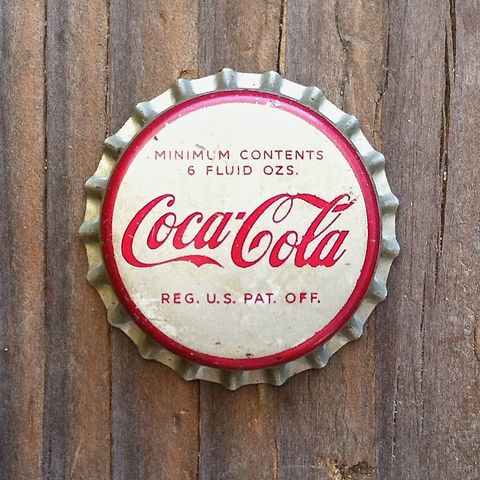 MINIMUM CONTENTS
6 FLUID OZS.
Coca-Cola
REG. U.S. PAT. OFF.